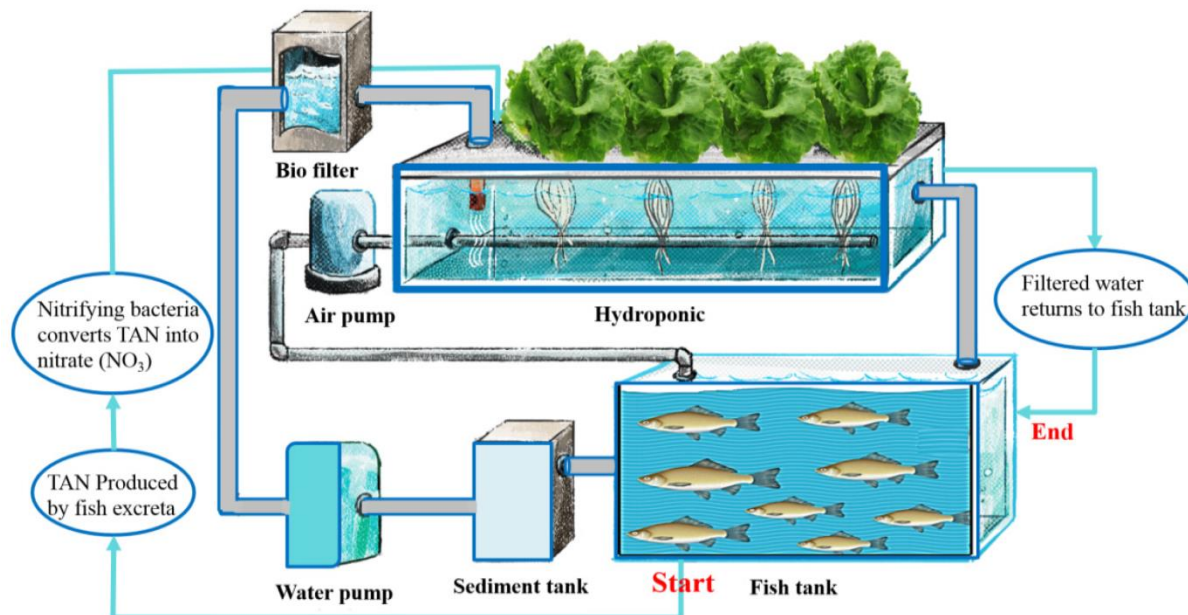 Bio filter
Air pump
Hydroponic
Nitrifying bacteria
converts TAN into
nitrate (NO₃)
Filtered water
returns to fish tank
End
TAN Produced
by fish excreta
Water pump
Sediment tank
Start
Fish tank